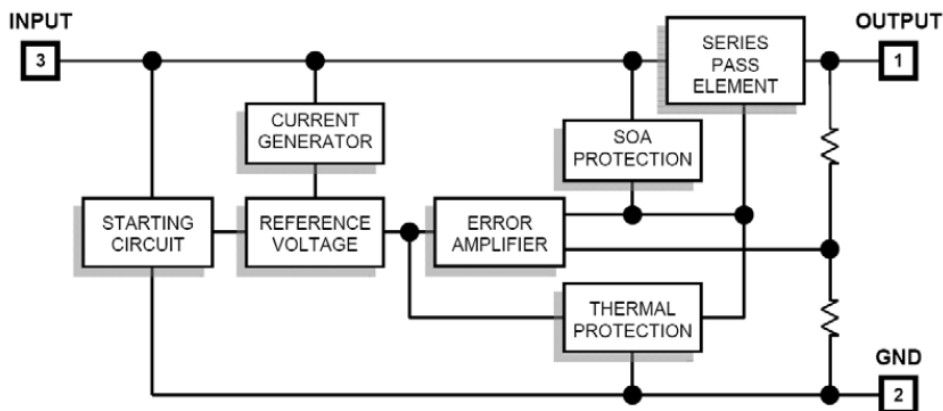 INPUT
3
OUTPUT
1
SERIES
PASS
ELEMENT
CURRENT
GENERATOR
SOA
PROTECTION
STARTING
CIRCUIT
REFERENCE
VOLTAGE
ERROR
AMPLIFIER
THERMAL
PROTECTION
GND
2